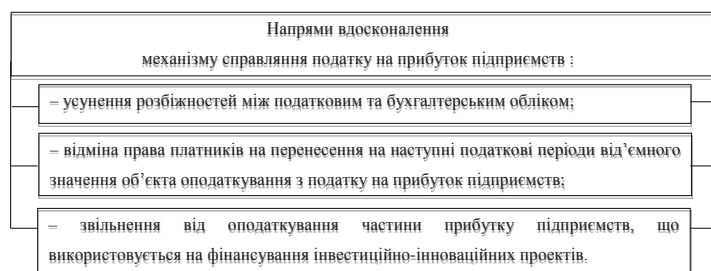 Напрями вдосконалення
механізму справляння податку на прибуток підприємств :
– усунення розбіжностей між податковим та бухгалтерським обліком;
– відміна права платників на перенесення на наступні податкові періоди від’ємного
значення об’єкта оподаткування з податку на прибуток підприємств;
– звільнення від оподаткування частини прибутку підприємств, що
використовується на фінансування інвестиційно-інноваційних проектів.